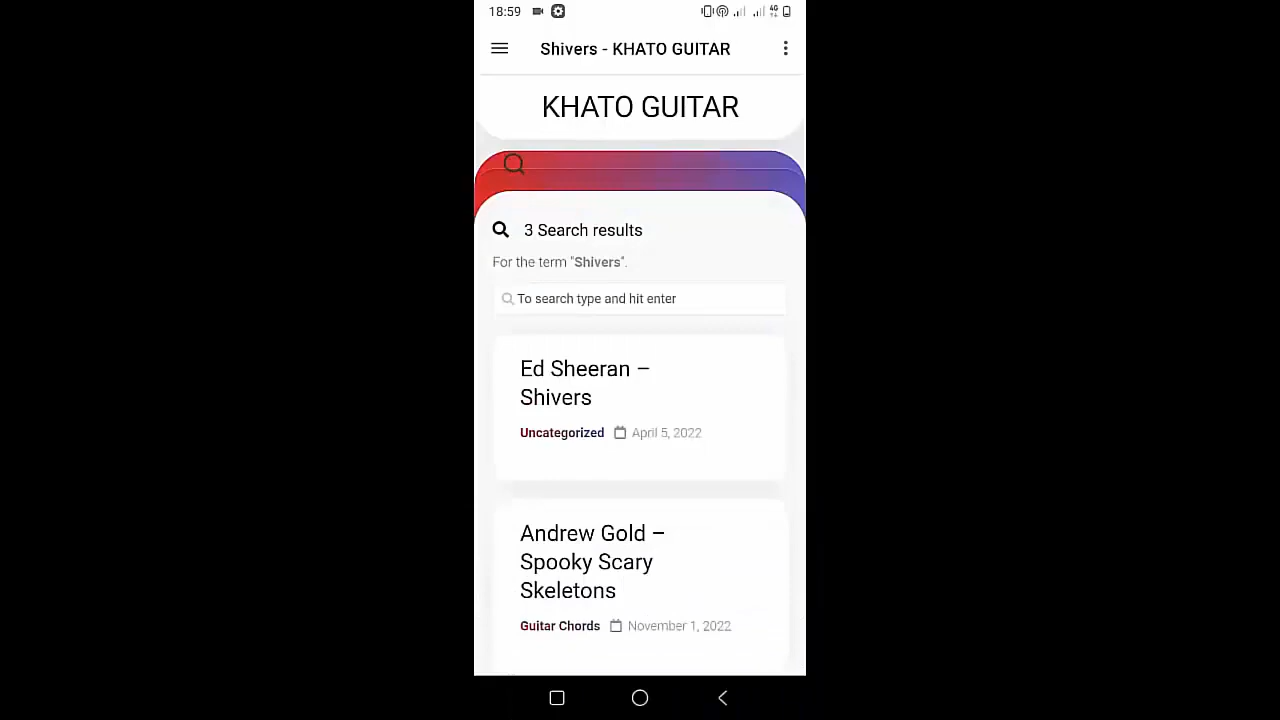 18:59
4G
Shivers - KHATO GUITAR
KHATO GUITAR
3 Search results
For the term "Shivers".
To search type and hit enter
Ed Sheeran –
Shivers
Uncategorized April 5, 2022
Andrew Gold –
Spooky Scary
Skeletons
Guitar Chords November 1, 2022